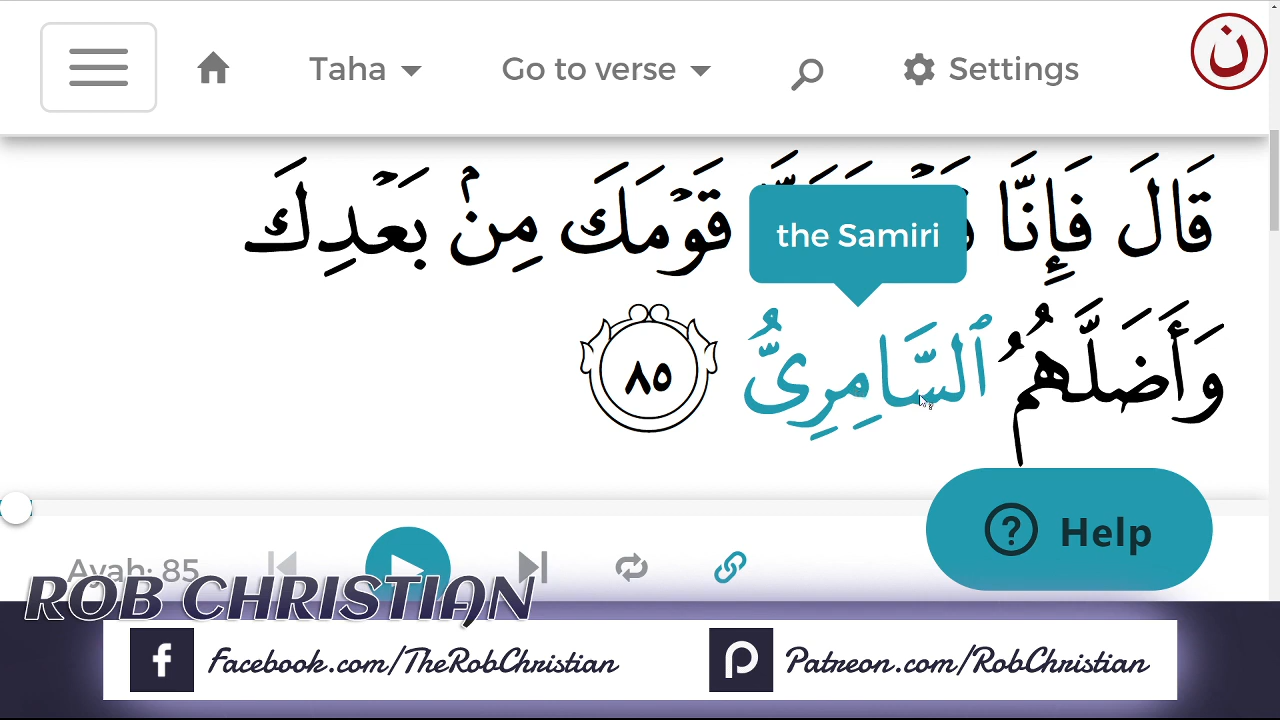 Taha
Go to verse
Settings
ن
قَالَ فَإِنَّا قَوۡمَكَ مِنۢ بَعۡدِكَ
the Samiri
وَأَضَلَّهُمُ ٱلسَّامِرِيُّ ٨٥
Help
Ayah: 85
ROB CHRISTIAN
f Facebook.com/TheRobChristian
Patreon.com/RobChristian